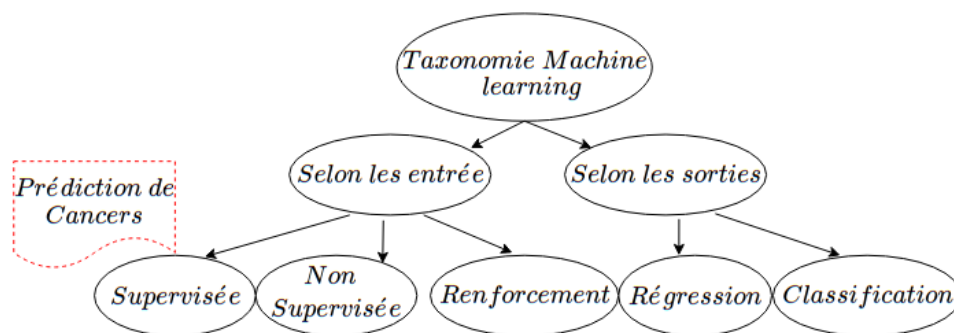 Taxonomie Machine
learning
Selon les entrée
Selon les sorties
Prédiction de
Cancers
Supervisée
Non
Supervisée
Renforcement
Régression
Classification